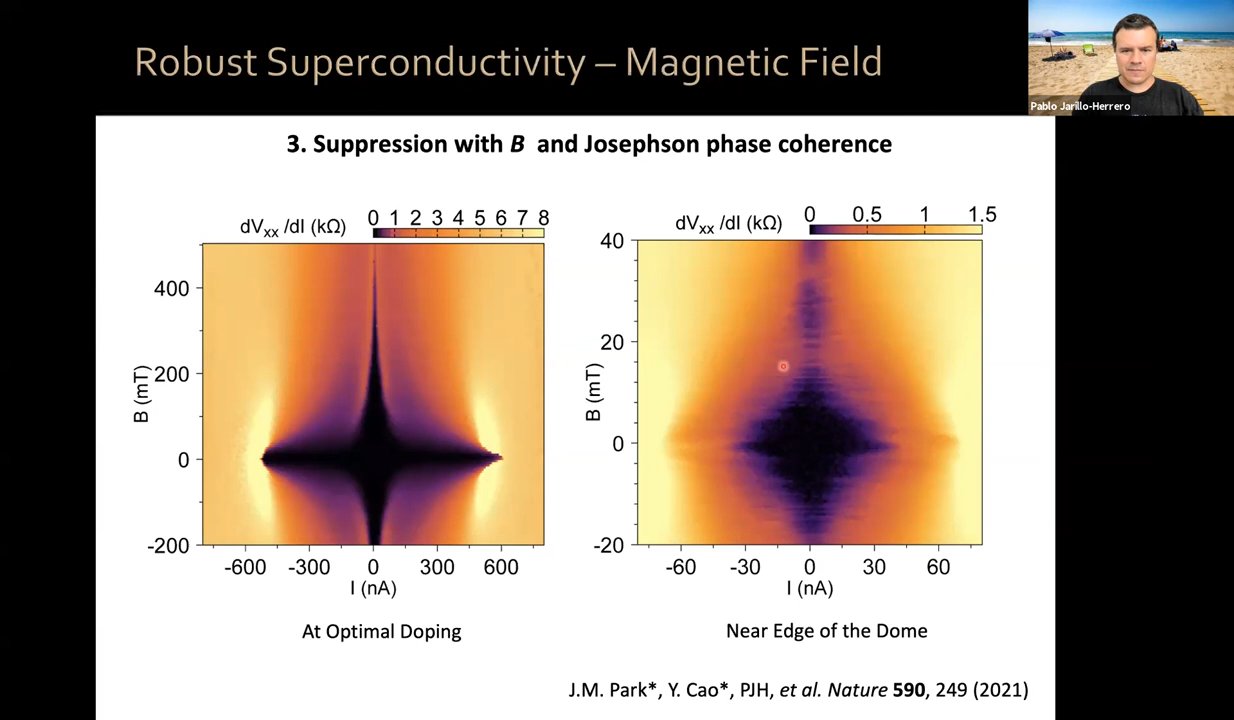 Robust Superconductivity – Magnetic Field
Pablo Jarillo-Herrero
3. Suppression with B and Josephson phase coherence
dVxx /dI (kΩ)
0 1 2 3 4 5 6 7 8
400
200
0
-200
B (mT)
-600 -300 0 300 600
I (nA)
At Optimal Doping
dVxx /dI (kΩ)
0 0.5 1 1.5
40
20
0
-20
B (mT)
-60 -30 0 30 60
I (nA)
Near Edge of the Dome
J.M. Park*, Y. Cao*, PJH, et al. Nature 590, 249 (2021)